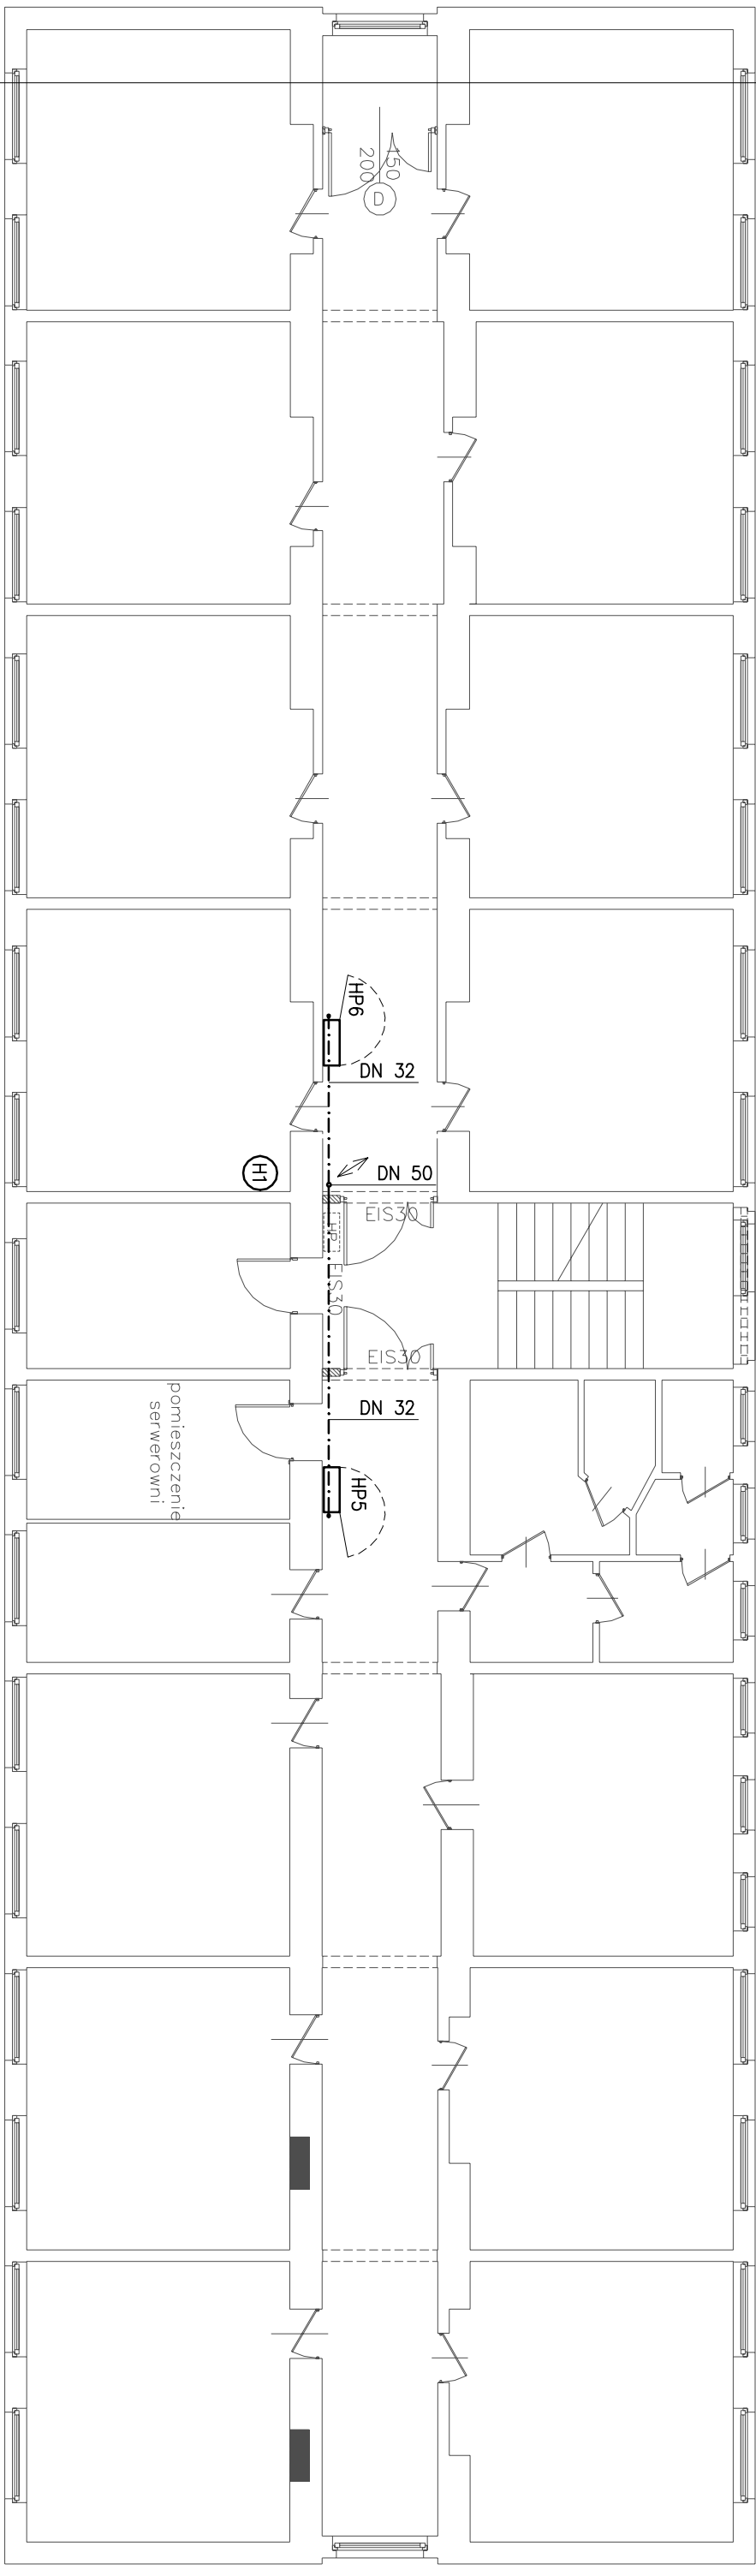 150
200
D
HP6
DN 32
H1
DN 50
EIS30
HP
EIS30
EIS30
DN 32
pomieszczenie
serwerowni
HP5